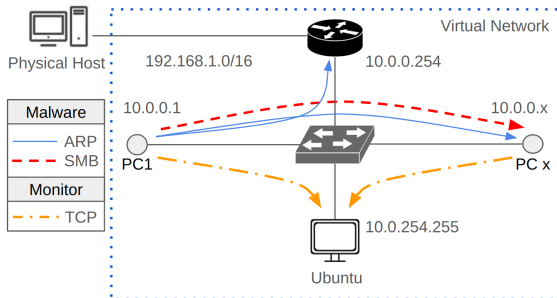 Virtual Network
Physical Host
192.168.1.0/16
10.0.0.254
10.0.0.1
10.0.0.x
Malware
ARP
SMB
PC1
PC x
Monitor
TCP
10.0.254.255
Ubuntu